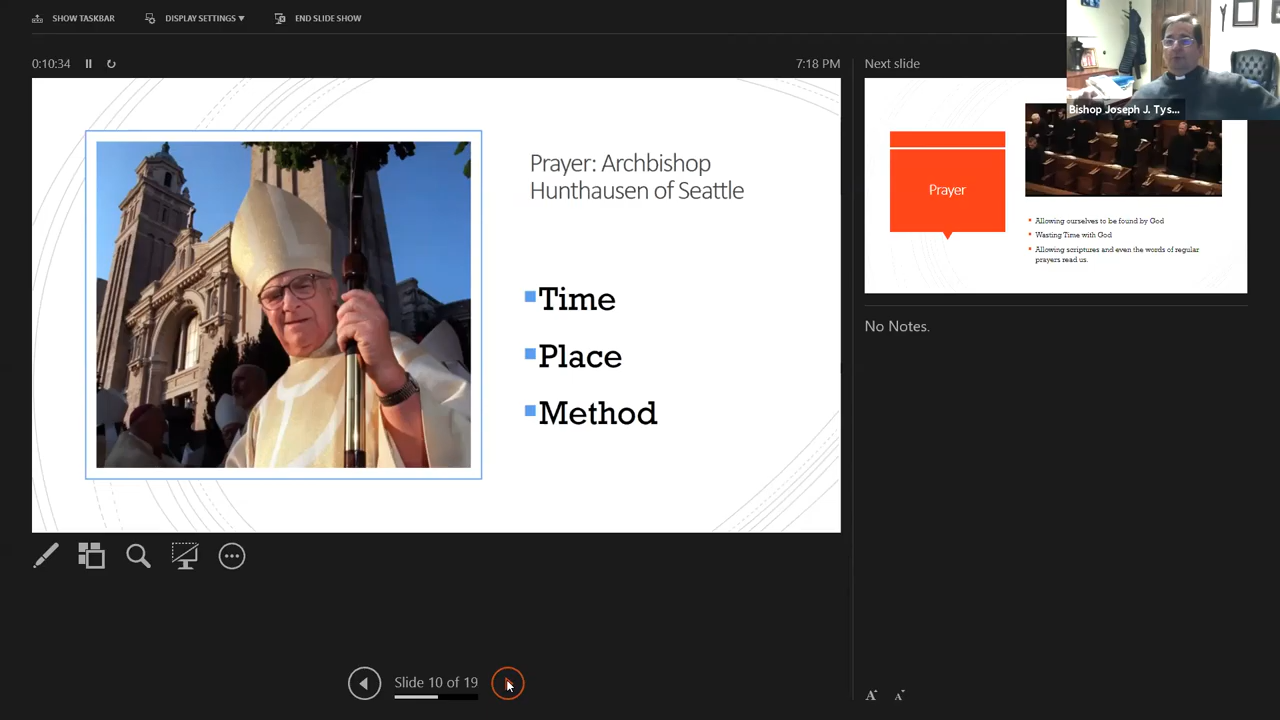 SHOW TASKBAR
DISPLAY SETTINGS ▼
END SLIDE SHOW
0:10:34
7:18 PM
Prayer: Archbishop
Hunthausen of Seattle
Time
Place
Method
Slide 10 of 19
Next slide
Bishop Joseph J. Tys...
Prayer
Allowing ourselves to be found by God
Wasting Time with God
Allowing scriptures and even the words of regular
prayers read us.
No Notes.
A
A